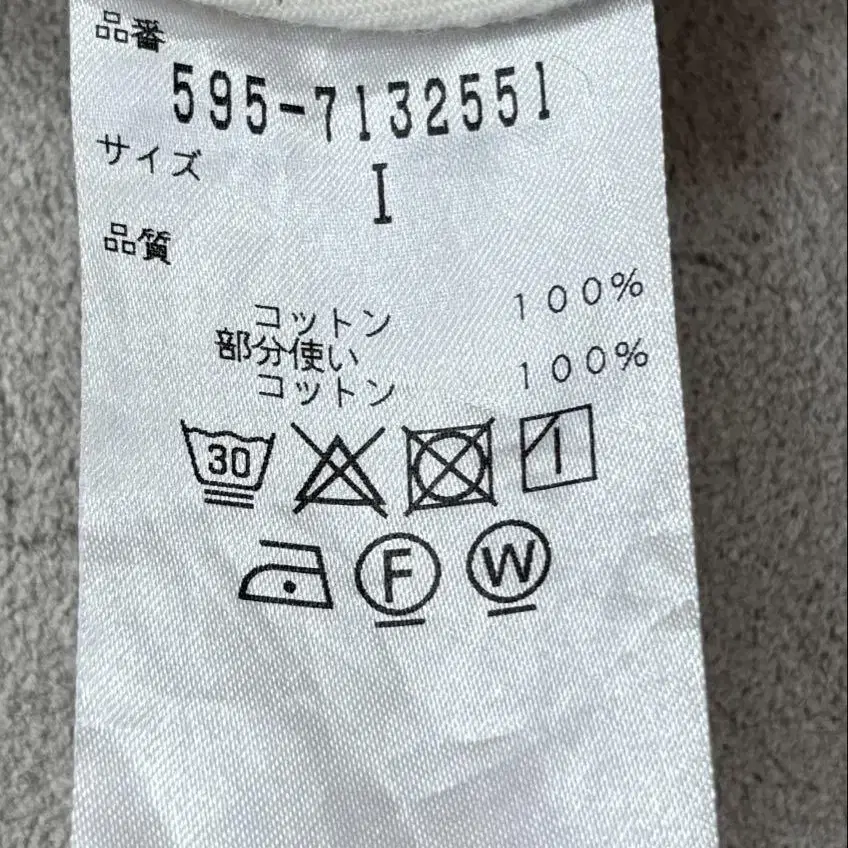 品番
595-7132551
サイズ
I
品質
コットン 100%
部分使い
コットン 100%
30
F W